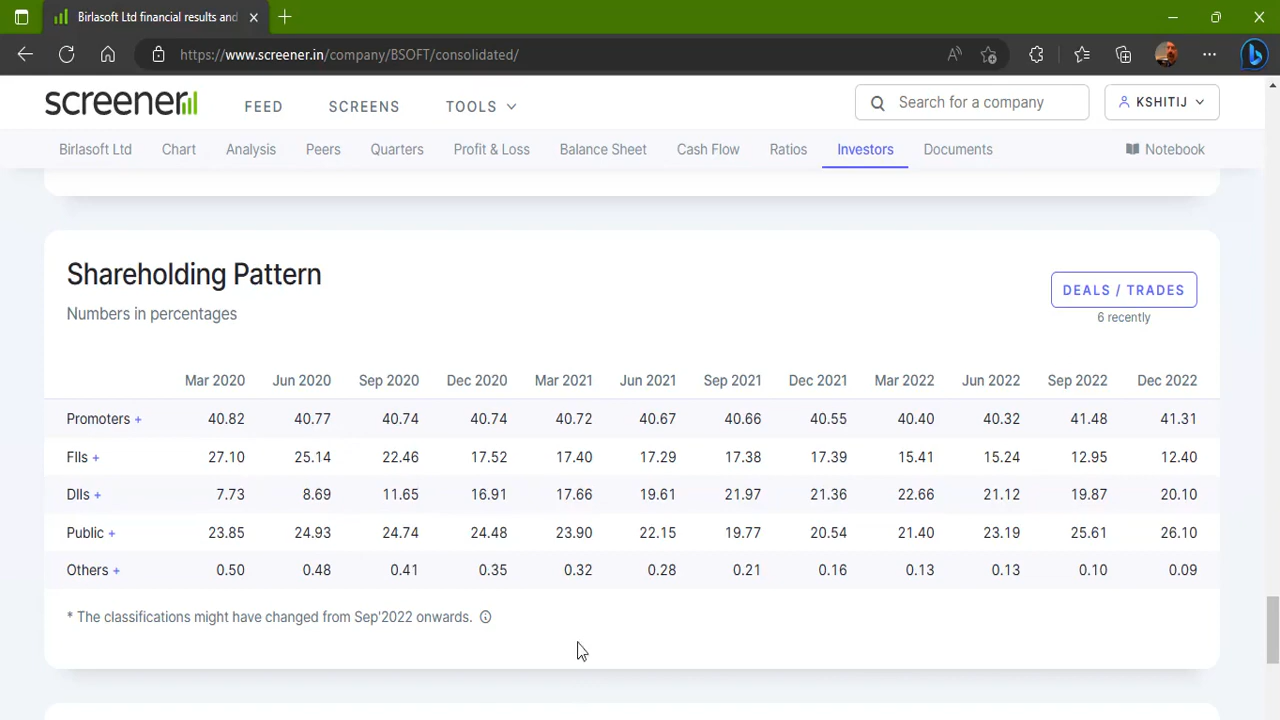 Birlasoft Ltd financial results and
https://www.screener.in/company/BSOFT/consolidated/
screener
FEED SCREENS TOOLS Search for a company KSHITIJ
Birlasoft Ltd Chart Analysis Peers Quarters Profit & Loss Balance Sheet Cash Flow Ratios Investors Documents Notebook
Shareholding Pattern
DEALS / TRADES
Numbers in percentages
6 recently
Mar 2020 Jun 2020 Sep 2020 Dec 2020 Mar 2021 Jun 2021 Sep 2021 Dec 2021 Mar 2022 Jun 2022 Sep 2022 Dec 2022
Promoters + 40.82 40.77 40.74 40.74 40.72 40.67 40.66 40.55 40.40 40.32 41.48 41.31
FIIs + 27.10 25.14 22.46 17.52 17.40 17.29 17.38 17.39 15.41 15.24 12.95 12.40
DIIs + 7.73 8.69 11.65 16.91 17.66 19.61 21.97 21.36 22.66 21.12 19.87 20.10
Public + 23.85 24.93 24.74 24.48 23.90 22.15 19.77 20.54 21.40 23.19 25.61 26.10
Others + 0.50 0.48 0.41 0.35 0.32 0.28 0.21 0.16 0.13 0.13 0.10 0.09
* The classifications might have changed from Sep'2022 onwards.